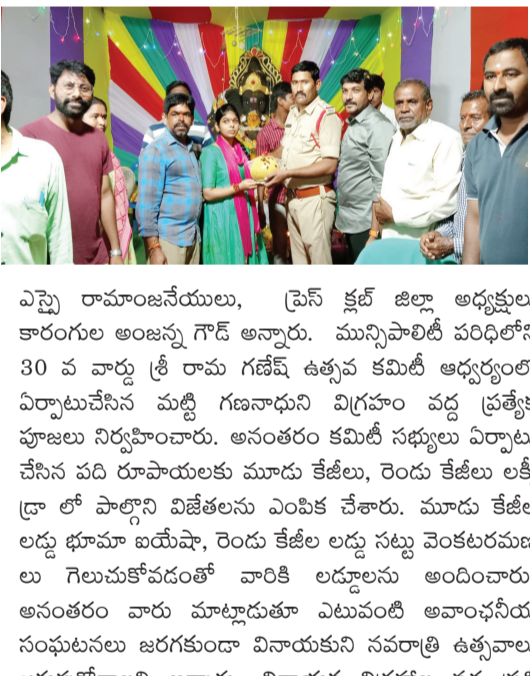 ఎస్సై రామాంజనేయులు, ప్రెస్ క్లబ్ జిల్లా అధ్యక్షులు
కారంగుల అంజన్న గౌడ్ అన్నారు. మున్సిపాలిటీ పరిధిలోని
30 వ వార్డు శ్రీ రామ గణేష్ ఉత్సవ కమిటీ ఆధ్వర్యంలో
ఏర్పాటుచేసిన మట్టి గణనాధుని విగ్రహం వద్ద ప్రత్యేక
పూజలు నిర్వహించారు. అనంతరం కమిటీ సభ్యులు ఏర్పాటు
చేసిన పది రూపాయలకు మూడు కేజీలు, రెండు కేజీలు లకీ
డ్రా లో పాల్గొని విజేతలను ఎంపిక చేశారు. మూడు కేజీల
లడ్డు భూమా ఐయేషా, రెండు కేజీల లడ్డు సట్టు వెంకటరమణ
లు గెలుచుకోవడంతో వారికి లడ్డూలను అందించారు
అనంతరం వారు మాట్లాడుతూ ఎటువంటి అవాంఛనీయ
సంఘటనలు జరగకుండా వినాయకుని నవరాత్రి ఉత్సవాలు